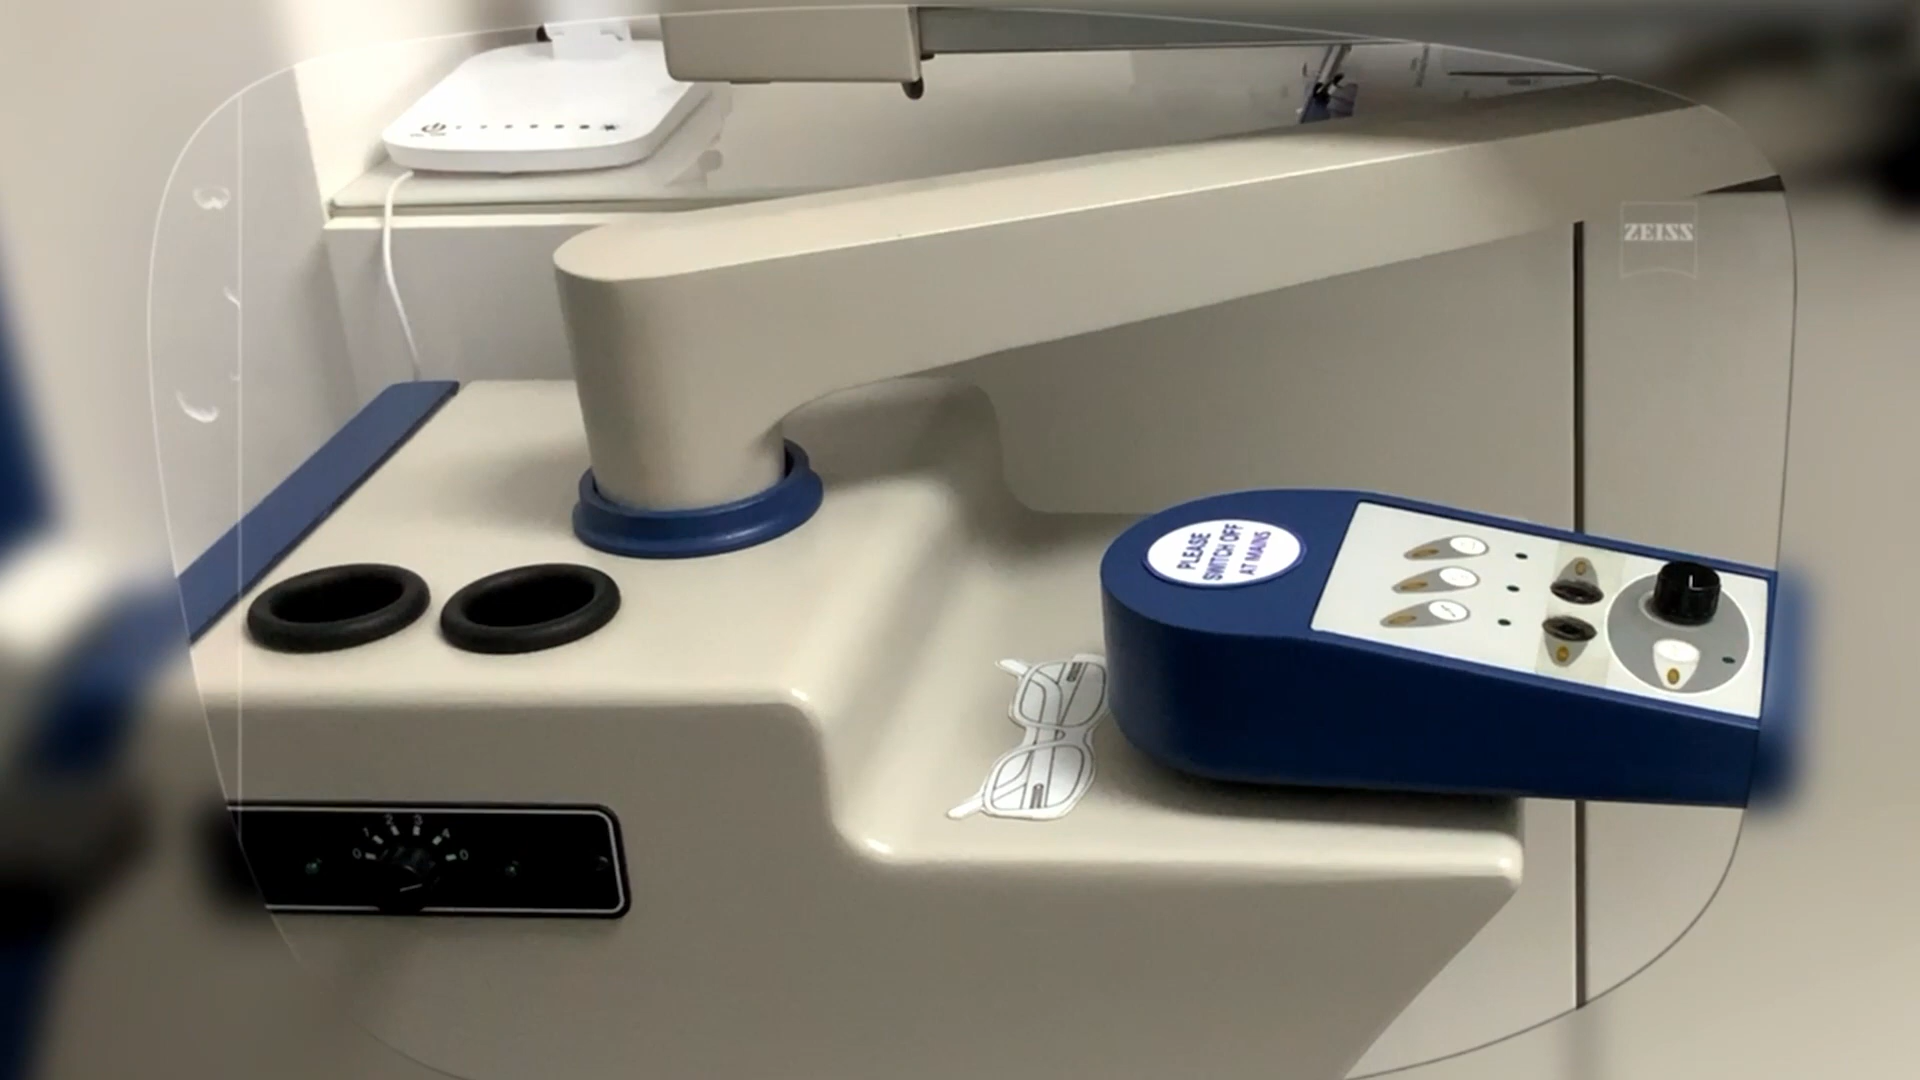 ZEISS
PLEASE
SWITCH OFF
AT MAINS
0 1 2 3 4 0